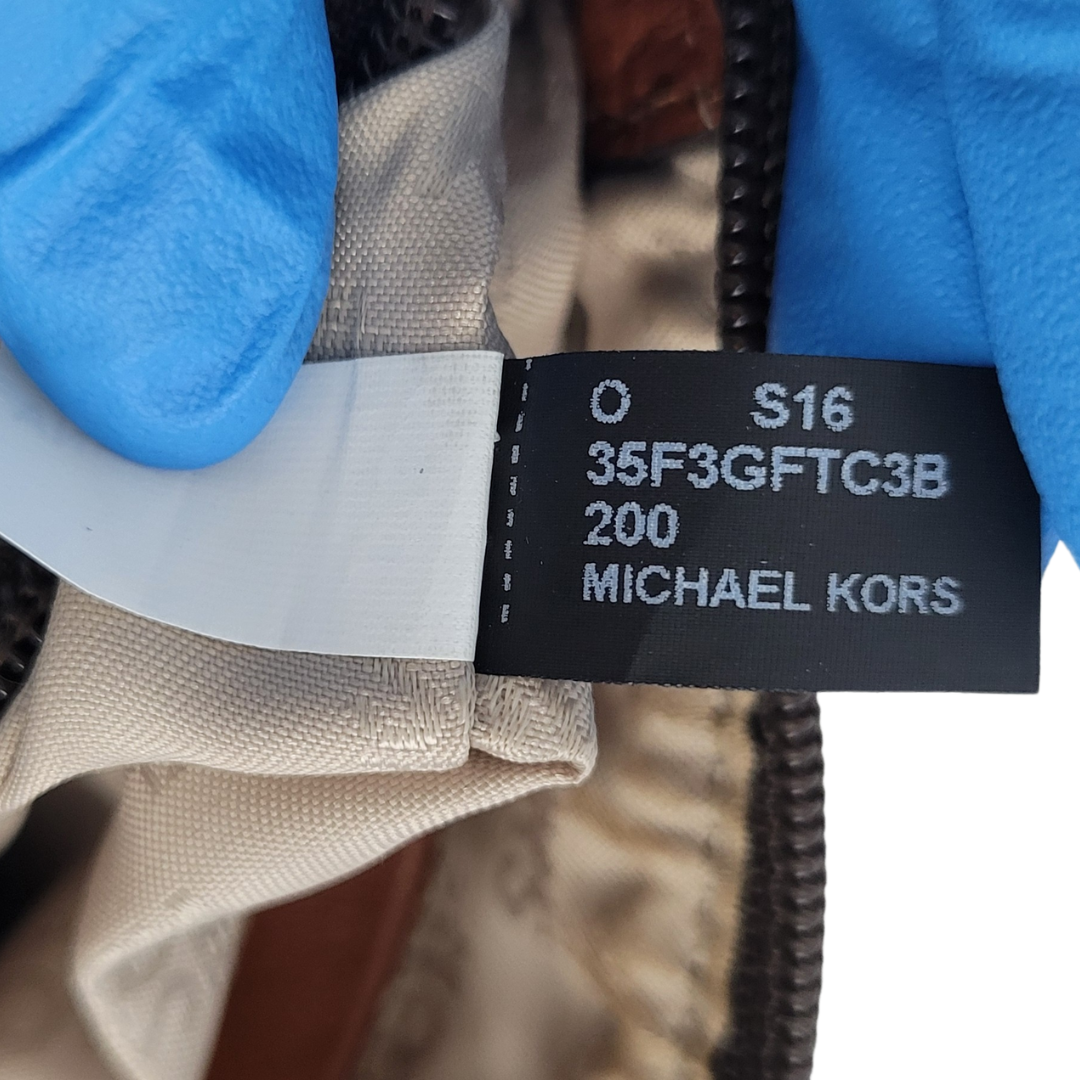 O S16
35F3GFTC3B
200
MICHAEL KORS